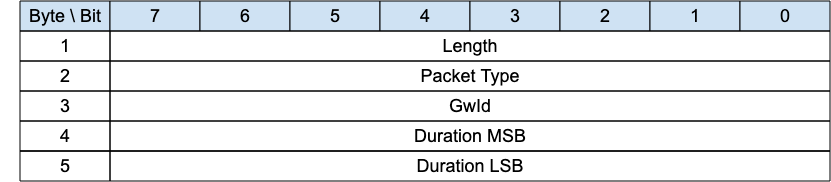 Byte \ Bit 7 6 5 4 3 2 1 0
1 Length
2 Packet Type
3 GwId
4 Duration MSB
5 Duration LSB